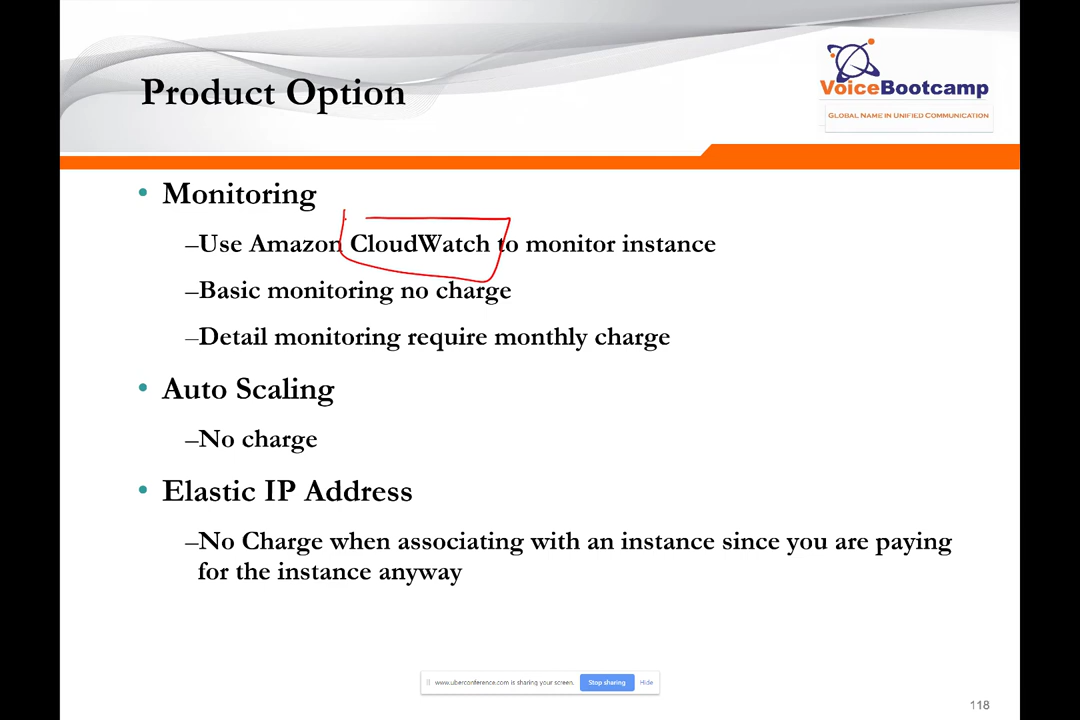 Product Option
VoiceBootcamp
GLOBAL NAME IN UNIFIED COMMUNICATION
• Monitoring
–Use Amazon CloudWatch to monitor instance
–Basic monitoring no charge
–Detail monitoring require monthly charge
• Auto Scaling
–No charge
• Elastic IP Address
–No Charge when associating with an instance since you are paying
for the instance anyway
www.uberconference.com is sharing your screen. Stop sharing Hide
118